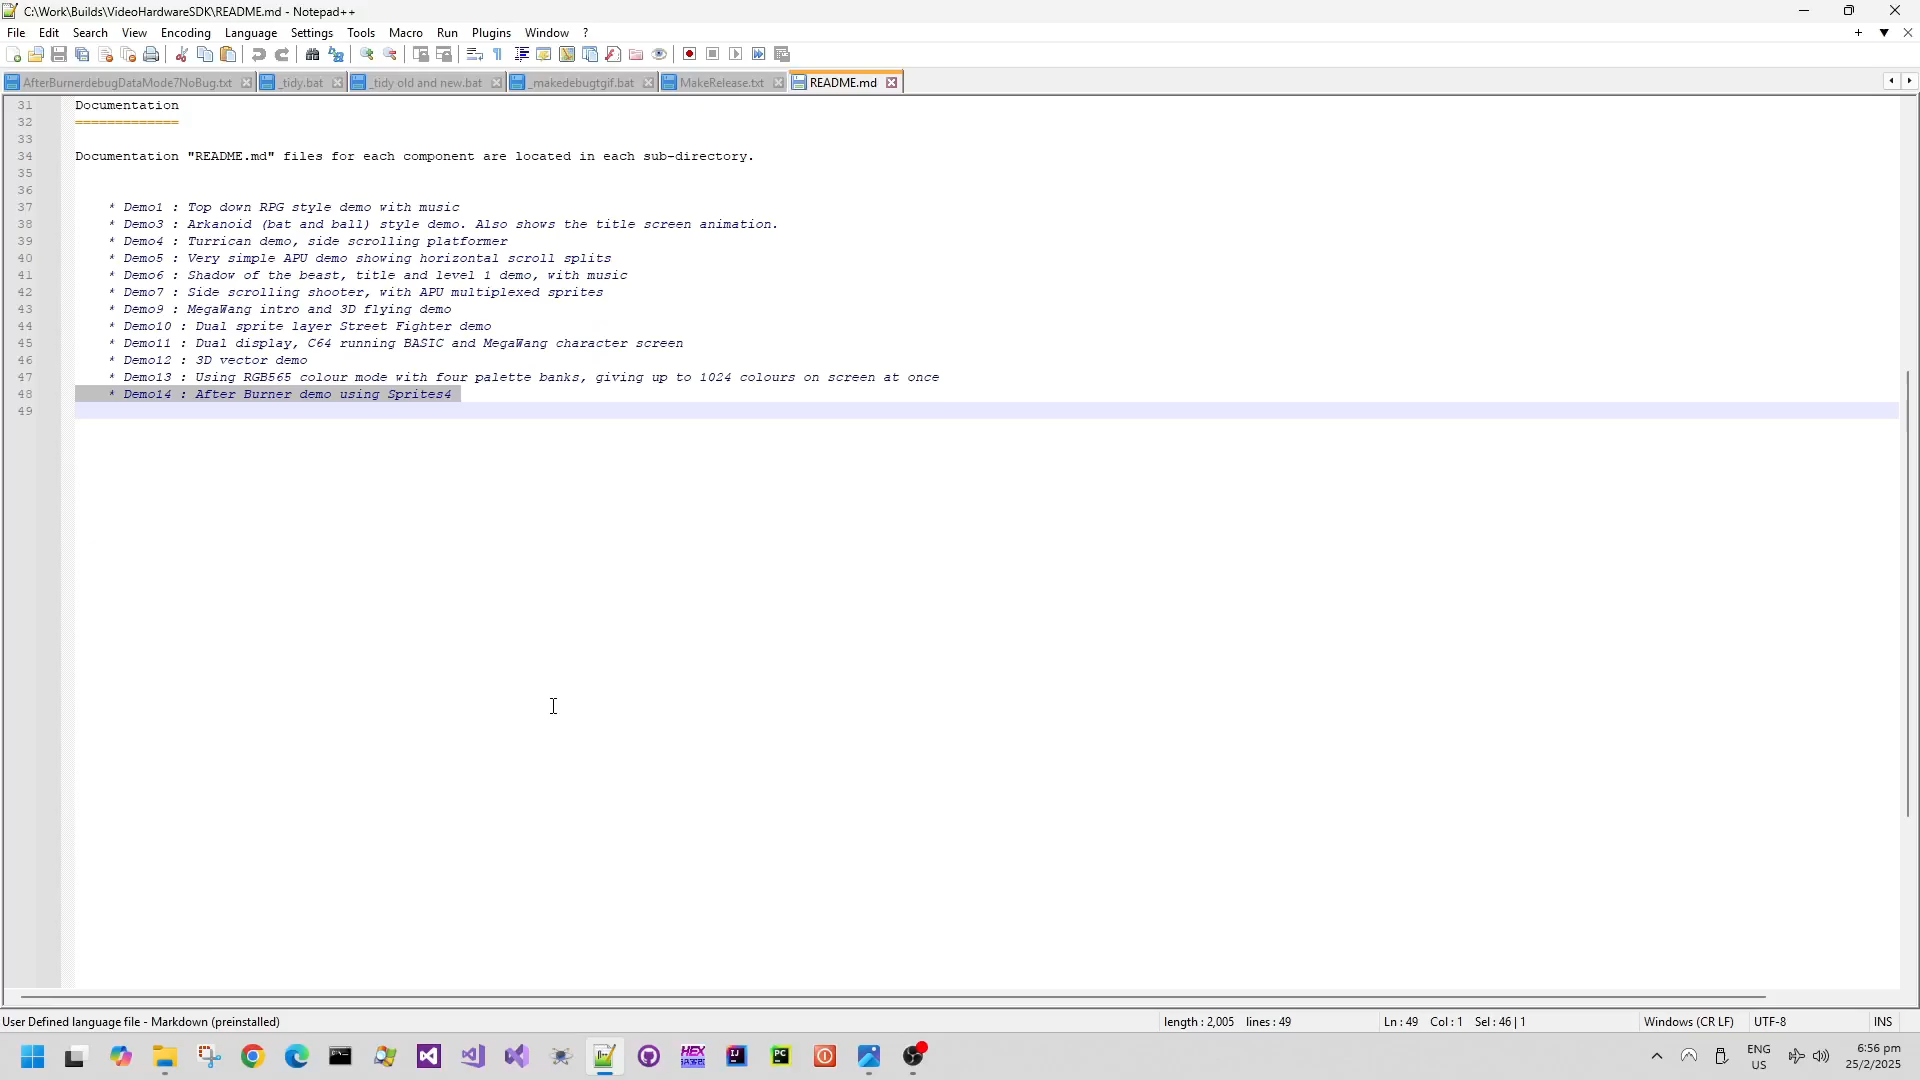 C:\Work\Builds\VideoHardwareSDK\README.md - Notepad++
File Edit Search View Encoding Language Settings Tools Macro Run Plugins Window ?
AfterBurnerdebugDataMode7NoBug.txt _tidy.bat _tidy old and new.bat _makedebugtgif.bat MakeRelease.txt README.md
31 Documentation
32 =============
33
34 Documentation "README.md" files for each component are located in each sub-directory.
35
36
37 * Demo1 : Top down RPG style demo with music
38 * Demo3 : Arkanoid (bat and ball) style demo. Also shows the title screen animation.
39 * Demo4 : Turrican demo, side scrolling platformer
40 * Demo5 : Very simple APU demo showing horizontal scroll splits
41 * Demo6 : Shadow of the beast, title and level 1 demo, with music
42 * Demo7 : Side scrolling shooter, with APU multiplexed sprites
43 * Demo9 : MegaWang intro and 3D flying demo
44 * Demo10 : Dual sprite layer Street Fighter demo
45 * Demo11 : Dual display, C64 running BASIC and MegaWang character screen
46 * Demo12 : 3D vector demo
47 * Demo13 : Using RGB565 colour mode with four palette banks, giving up to 1024 colours on screen at once
48 * Demo14 : After Burner demo using Sprites4
49
User Defined language file - Markdown (preinstalled) length : 2,005 lines : 49 Ln : 49 Col : 1 Sel : 46 | 1 Windows (CR LF) UTF-8 INS
HEX IJ PC ENG 6:56 pm
US 25/2/2025